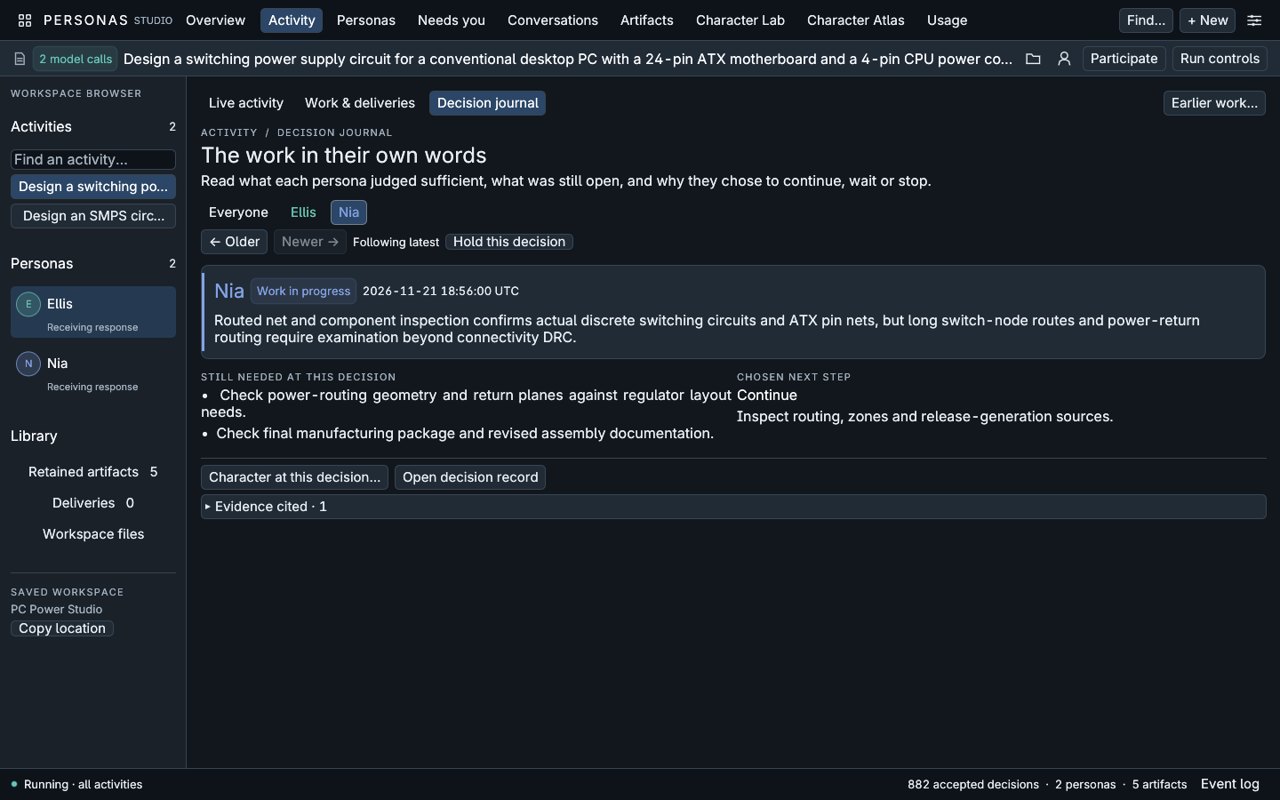 PERSONAS STUDIO
Overview
Activity
Personas
Needs you
Conversations
Artifacts
Character Lab
Character Atlas
Usage
Find...
+ New
2 model calls
Design a switching power supply circuit for a conventional desktop PC with a 24-pin ATX motherboard and a 4-pin CPU power co...
Participate
Run controls
WORKSPACE BROWSER
Activities 2
Find an activity...
Design a switching po...
Design an SMPS circ...
Personas 2
E Ellis
Receiving response
N Nia
Receiving response
Library
Retained artifacts 5
Deliveries 0
Workspace files
SAVED WORKSPACE
PC Power Studio
Copy location
Live activity
Work & deliveries
Decision journal
Earlier work...
ACTIVITY / DECISION JOURNAL
The work in their own words
Read what each persona judged sufficient, what was still open, and why they chose to continue, wait or stop.
Everyone
Ellis
Nia
← Older
Newer →
Following latest
Hold this decision
Nia Work in progress 2026-11-21 18:56:00 UTC
Routed net and component inspection confirms actual discrete switching circuits and ATX pin nets, but long switch-node routes and power-return
routing require examination beyond connectivity DRC.
STILL NEEDED AT THIS DECISION
• Check power-routing geometry and return planes against regulator layout
needs.
• Check final manufacturing package and revised assembly documentation.
CHOSEN NEXT STEP
Continue
Inspect routing, zones and release-generation sources.
Character at this decision...
Open decision record
▸ Evidence cited · 1
Running · all activities
882 accepted decisions · 2 personas · 5 artifacts
Event log